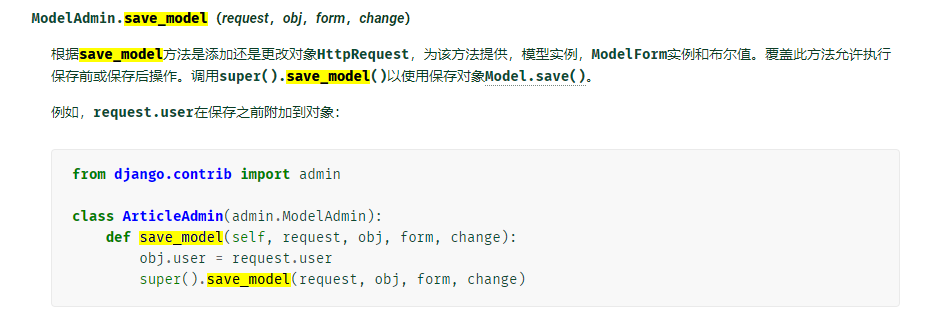 ModelAdmin.save_model (request, obj, form, change)
根据save_model方法是添加还是更改对象HttpRequest，为该方法提供，模型实例，ModelForm实例和布尔值。覆盖此方法允许执行
保存前或保存后操作。调用super().save_model()以使用保存对象Model.save()。
例如，request.user在保存之前附加到对象：
from django.contrib import admin
class ArticleAdmin(admin.ModelAdmin):
    def save_model(self, request, obj, form, change):
        obj.user = request.user
        super().save_model(request, obj, form, change)